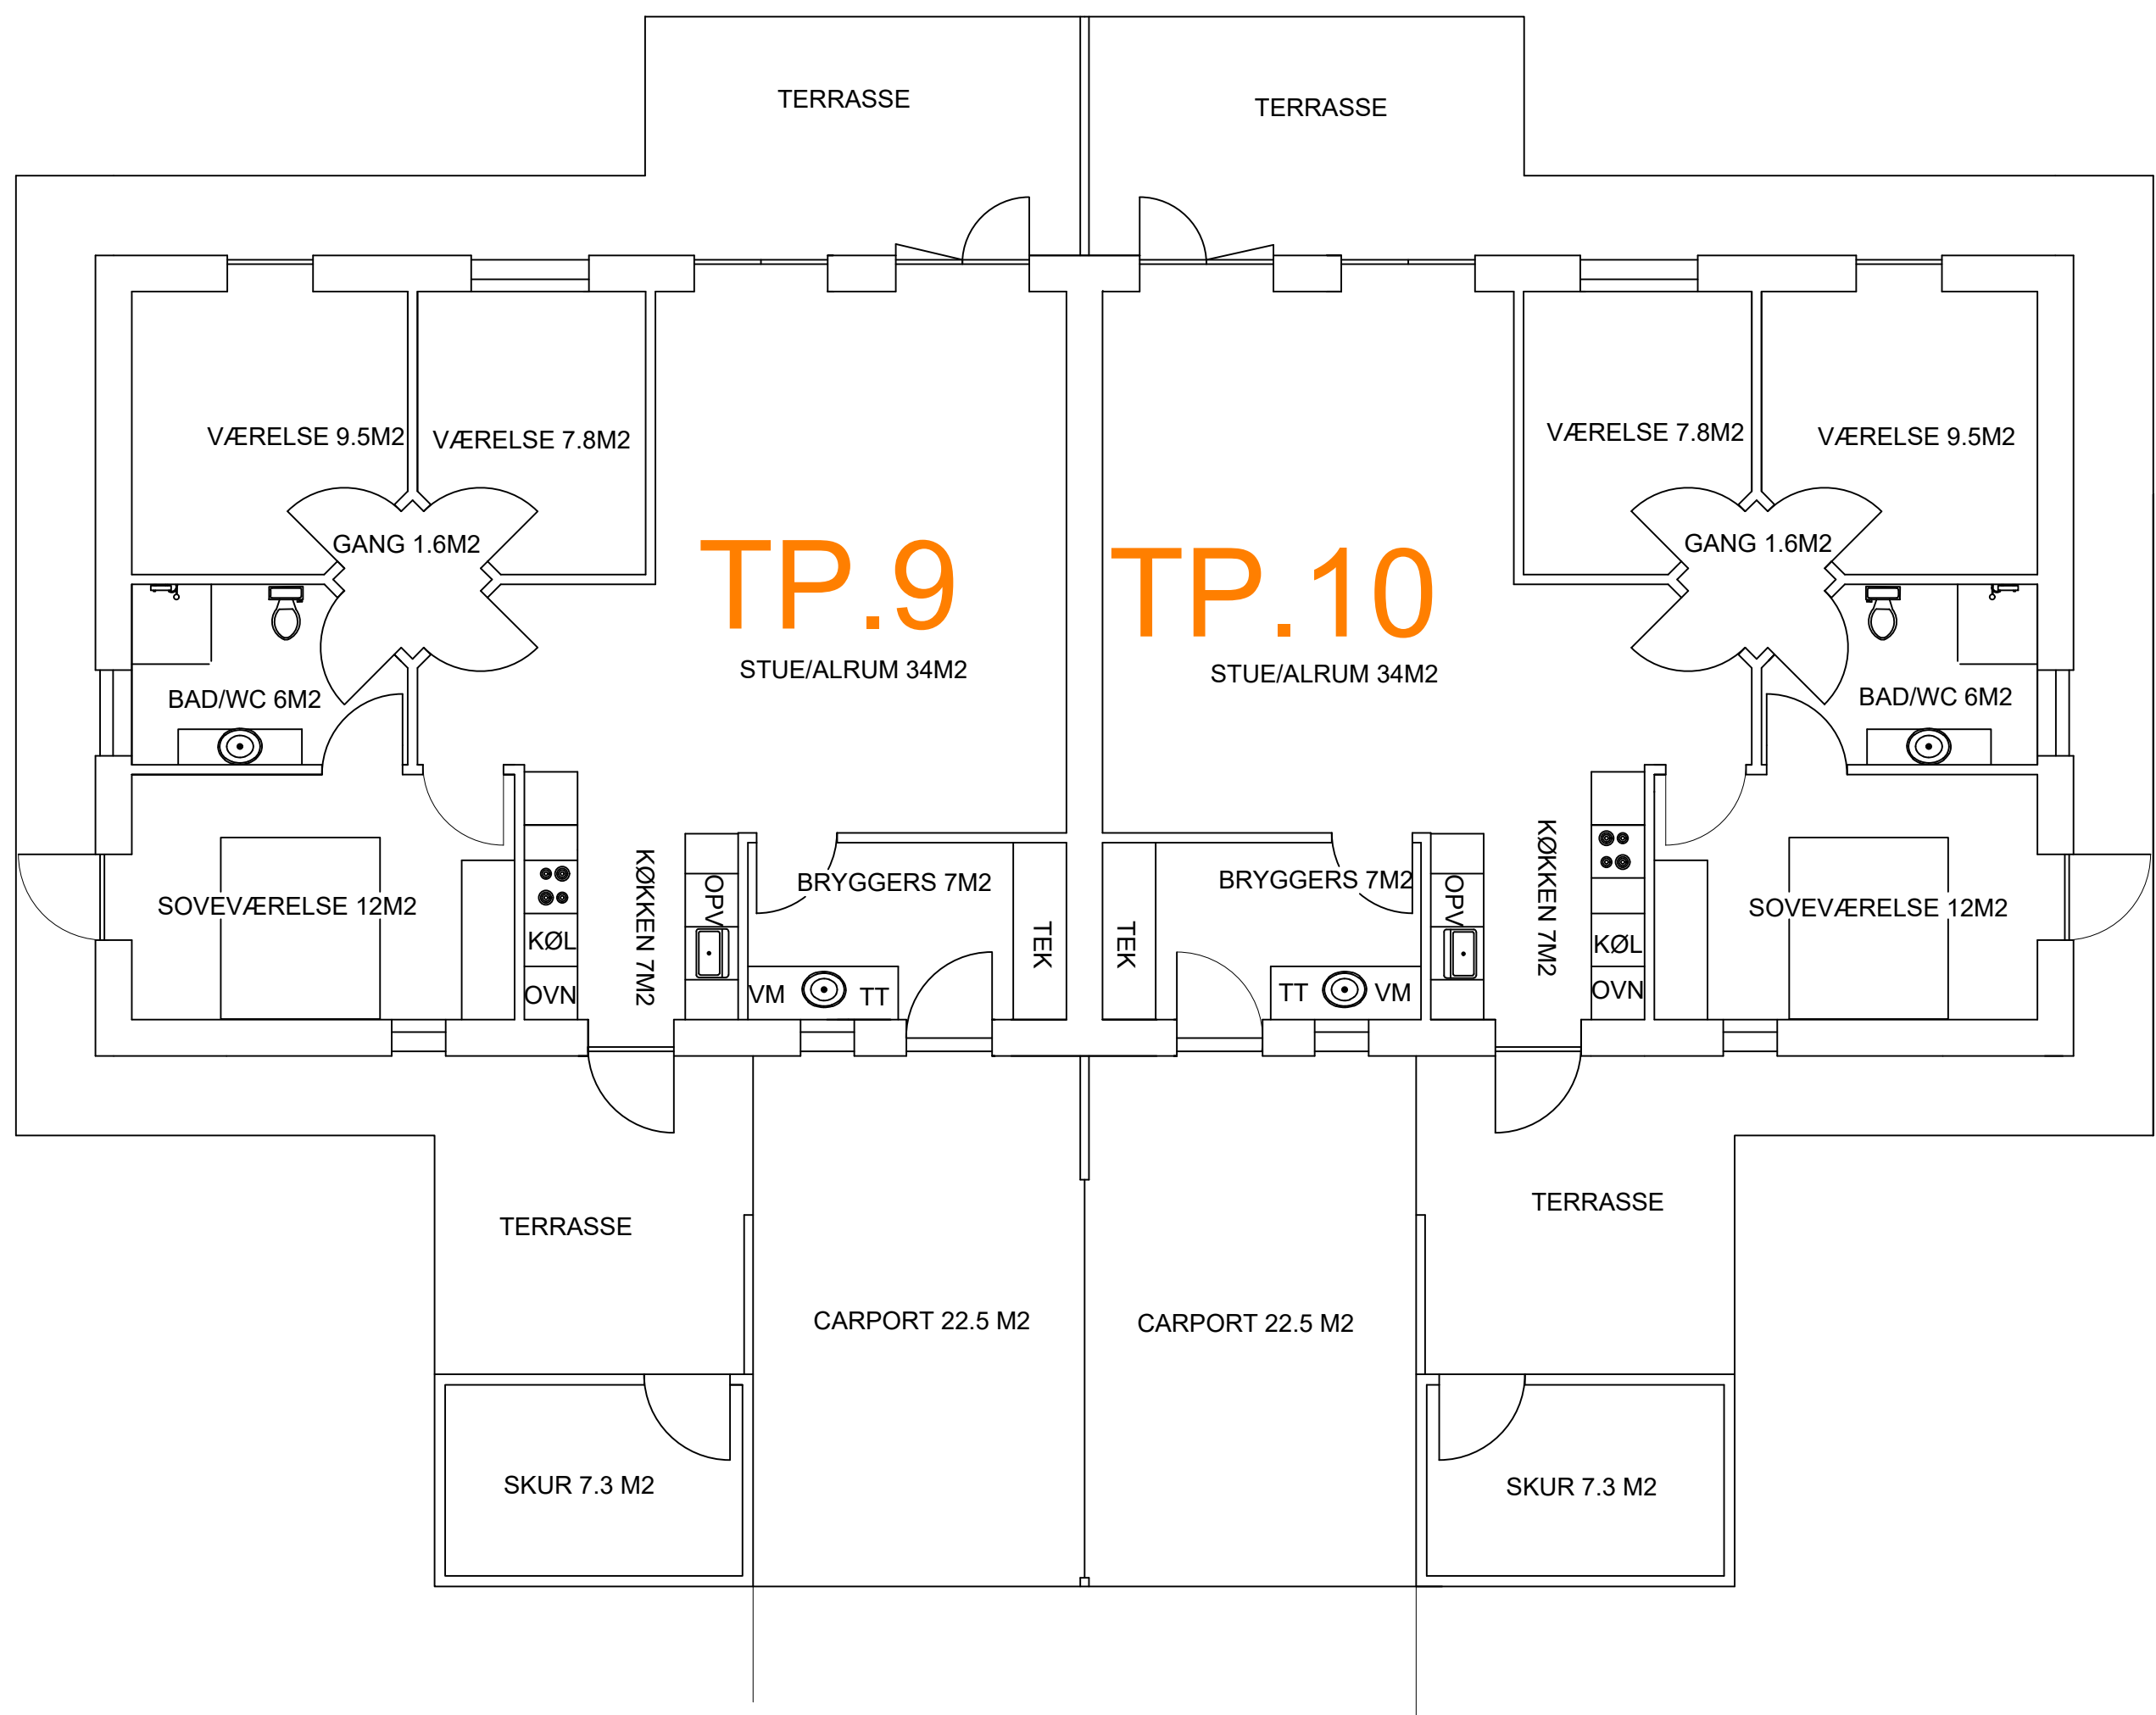 TERRASSE
TERRASSE
VÆRELSE 9.5M2
VÆRELSE 7.8M2
VÆRELSE 7.8M2
VÆRELSE 9.5M2
GANG 1.6M2
GANG 1.6M2
TP.9
TP.10
STUE/ALRUM 34M2
STUE/ALRUM 34M2
BAD/WC 6M2
BAD/WC 6M2
SOVEVÆRELSE 12M2
KØL
OVN
KØKKEN 7M2
OPV
BRYGGERS 7M2
VM
TT
TEK
TEK
BRYGGERS 7M2
TT
VM
OPV
KØKKEN 7M2
KØL
OVN
SOVEVÆRELSE 12M2
TERRASSE
TERRASSE
CARPORT 22.5 M2
CARPORT 22.5 M2
SKUR 7.3 M2
SKUR 7.3 M2